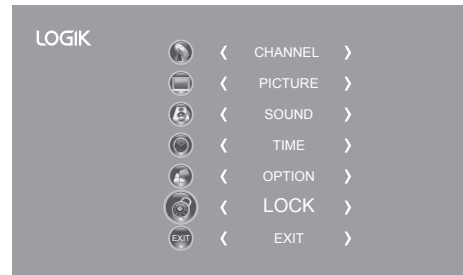 LOGIK
CHANNEL
PICTURE
SOUND
TIME
OPTION
LOCK
EXIT EXIT